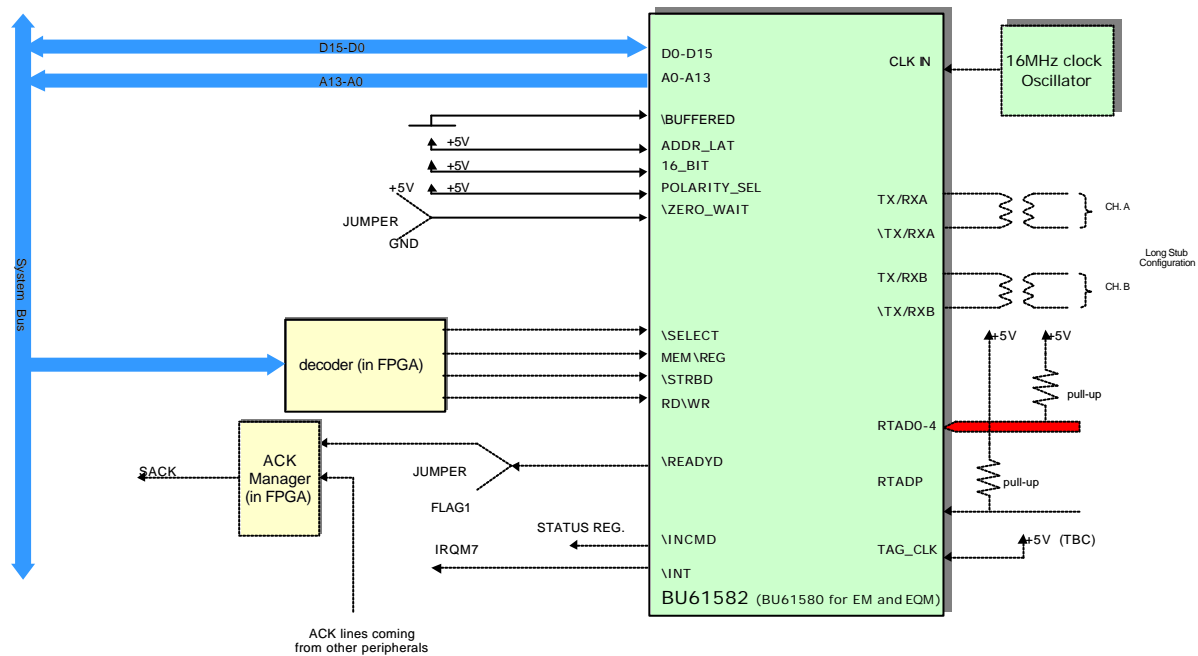 D15-D0
A13-A0
System Bus
D0-D15
A0-A13
\BUFFERED
ADDR_LAT
16_BIT
POLARITY_SEL
\ZERO_WAIT
+5V
+5V
+5V
+5V
JUMPER
GND
CLK IN
16MHz clock
Oscillator
TX/RXA
\TX/RXA
CH. A
TX/RXB
\TX/RXB
CH. B
Long Stub
Configuration
decoder (in FPGA)
\SELECT
MEM\REG
\STRBD
RD\WR
+5V
+5V
pull-up
RTAD0-4
RTADP
pull-up
SACK
ACK
Manager
(in FPGA)
JUMPER
FLAG1
\READYD
STATUS REG.
\INCMD
IRQM7
\INT
TAG_CLK
+5V (TBC)
BU61582 (BU61580 for EM and EQM)
ACK lines coming
from other peripherals